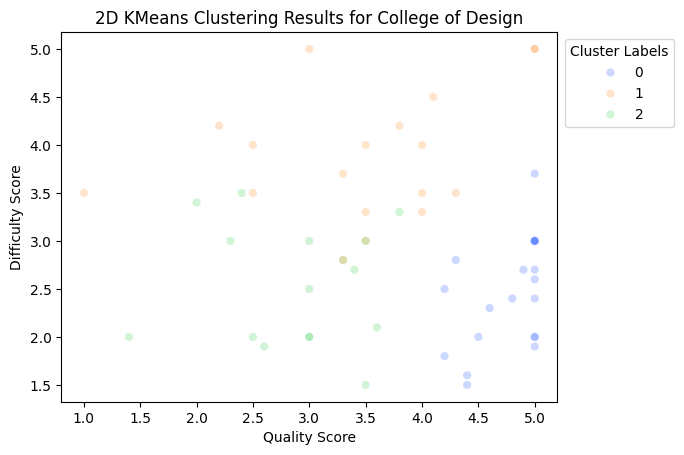 2D KMeans Clustering Results for College of Design
Cluster Labels
0
1
2
Difficulty Score
5.0
4.5
4.0
3.5
3.0
2.5
2.0
1.5
1.0 1.5 2.0 2.5 3.0 3.5 4.0 4.5 5.0
Quality Score